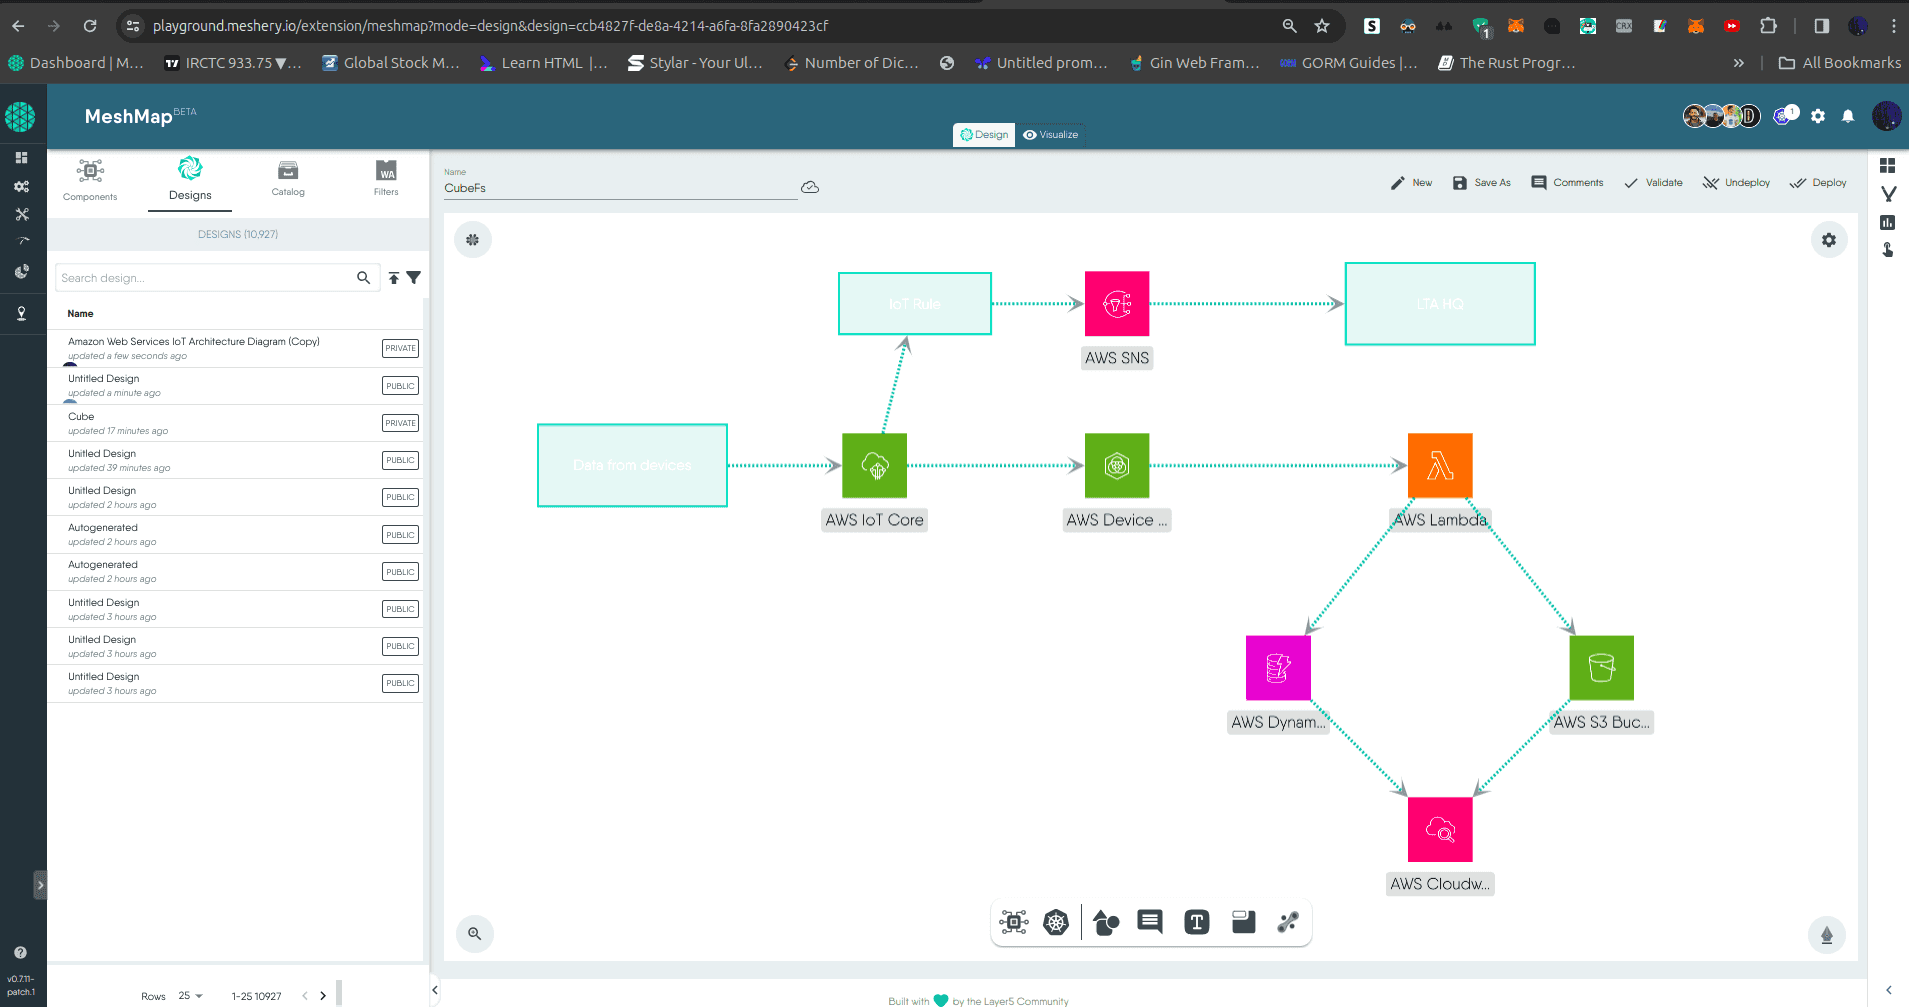 playground.meshery.io/extension/meshmap?mode=design&design=ccb4827f-de8a-4214-a6fa-8fa2890423cf
S
1
CRX
Dashboard | M...
IRCTC 933.75 ▼...
Global Stock M...
Learn HTML |...
Stylar - Your Ul...
Number of Dic...
Untitled prom...
Gin Web Fram...
GORM Guides |...
The Rust Progr...
»
All Bookmarks
MeshMap BETA
Design
Visualize
D
1
Components
Designs
Catalog
WA
Filters
DESIGNS (10,927)
Search design...
Name
Amazon Web Services IoT Architecture Diagram (Copy)
updated a few seconds ago
PRIVATE
Untitled Design
updated a minute ago
PUBLIC
Cube
updated 17 minutes ago
PRIVATE
Untitled Design
updated 39 minutes ago
PUBLIC
Untitled Design
updated 2 hours ago
PUBLIC
Autogenerated
updated 2 hours ago
PUBLIC
Autogenerated
updated 2 hours ago
PUBLIC
Untitled Design
updated 3 hours ago
PUBLIC
Untitled Design
updated 3 hours ago
PUBLIC
Untitled Design
updated 3 hours ago
PUBLIC
Rows 25 1-25 10927
v0.7.11-
patch.1
Name
CubeFs
New
Save As
Comments
Validate
Undeploy
Deploy
IoT Rule
AWS SNS
LTA HQ
Data from devices
AWS IoT Core
AWS Device ...
AWS Lambda
AWS Dynam...
AWS S3 Buc...
AWS Cloudw...
T
Built with by the Layer5 Community